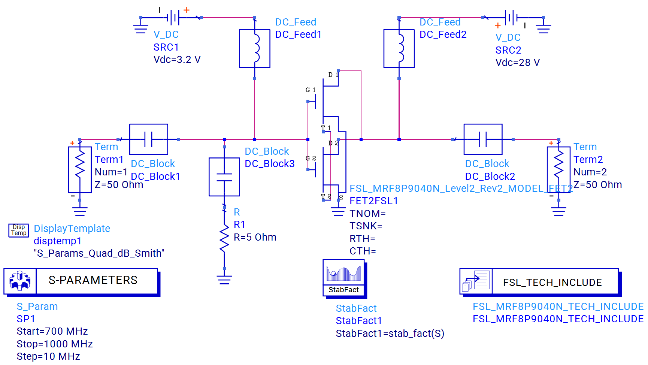 V_DC
SRC1
Vdc=3.2 V
DC_Feed
DC_Feed1
DC_Feed
DC_Feed2
V_DC
SRC2
Vdc=28 V
Term
Term1
Num=1
Z=50 Ohm
DC_Block
DC_Block1
DC_Block
DC_Block3
R
R1
R=5 Ohm
FSL_MRF8P9040N_Level2_Rev2_MODEL_FET2
FET2FSL1
TNOM=
TSNK=
RTH=
CTH=
DC_Block
DC_Block2
Term
Term2
Num=2
Z=50 Ohm
Disp
Temp
DisplayTemplate
disptemp1
"S_Params_Quad_dB_Smith"
S-PARAMETERS
S_Param
SP1
Start=700 MHz
Stop=1000 MHz
Step=10 MHz
StabFact
StabFact
StabFact1
StabFact1=stab_fact(S)
FSL_TECH_INCLUDE
FSL_MRF8P9040N_TECH_INCLUDE
FSL_MRF8P9040N_TECH_INCLUDE